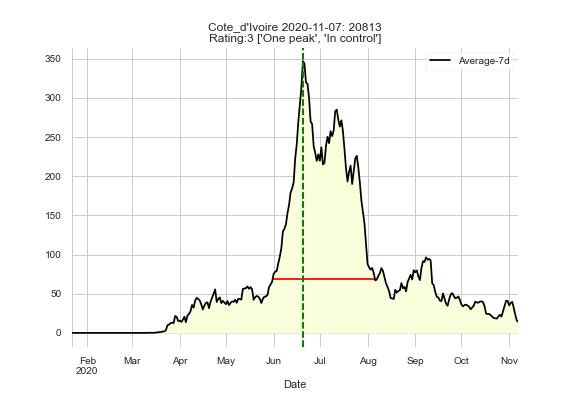 Cote_d'Ivoire 2020-11-07: 20813
Rating:3 ['One peak', 'In control']
Average-7d
350
300
250
200
150
100
50
0
Feb Mar Apr May Jun Jul Aug Sep Oct Nov
2020
Date